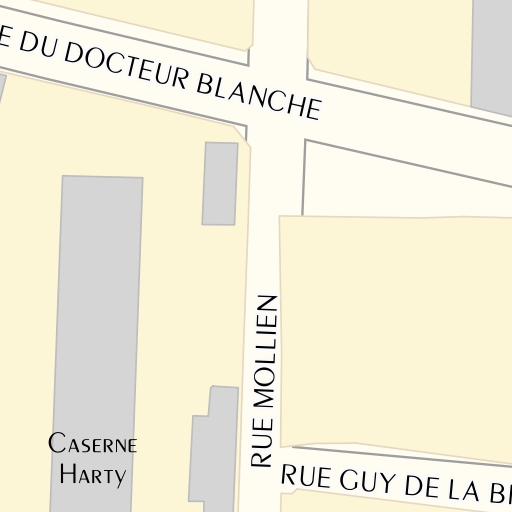 E DU DOCTEUR BLANCHE
RUE MOLLIEN
Caserne
Harty
RUE GUY DE LA